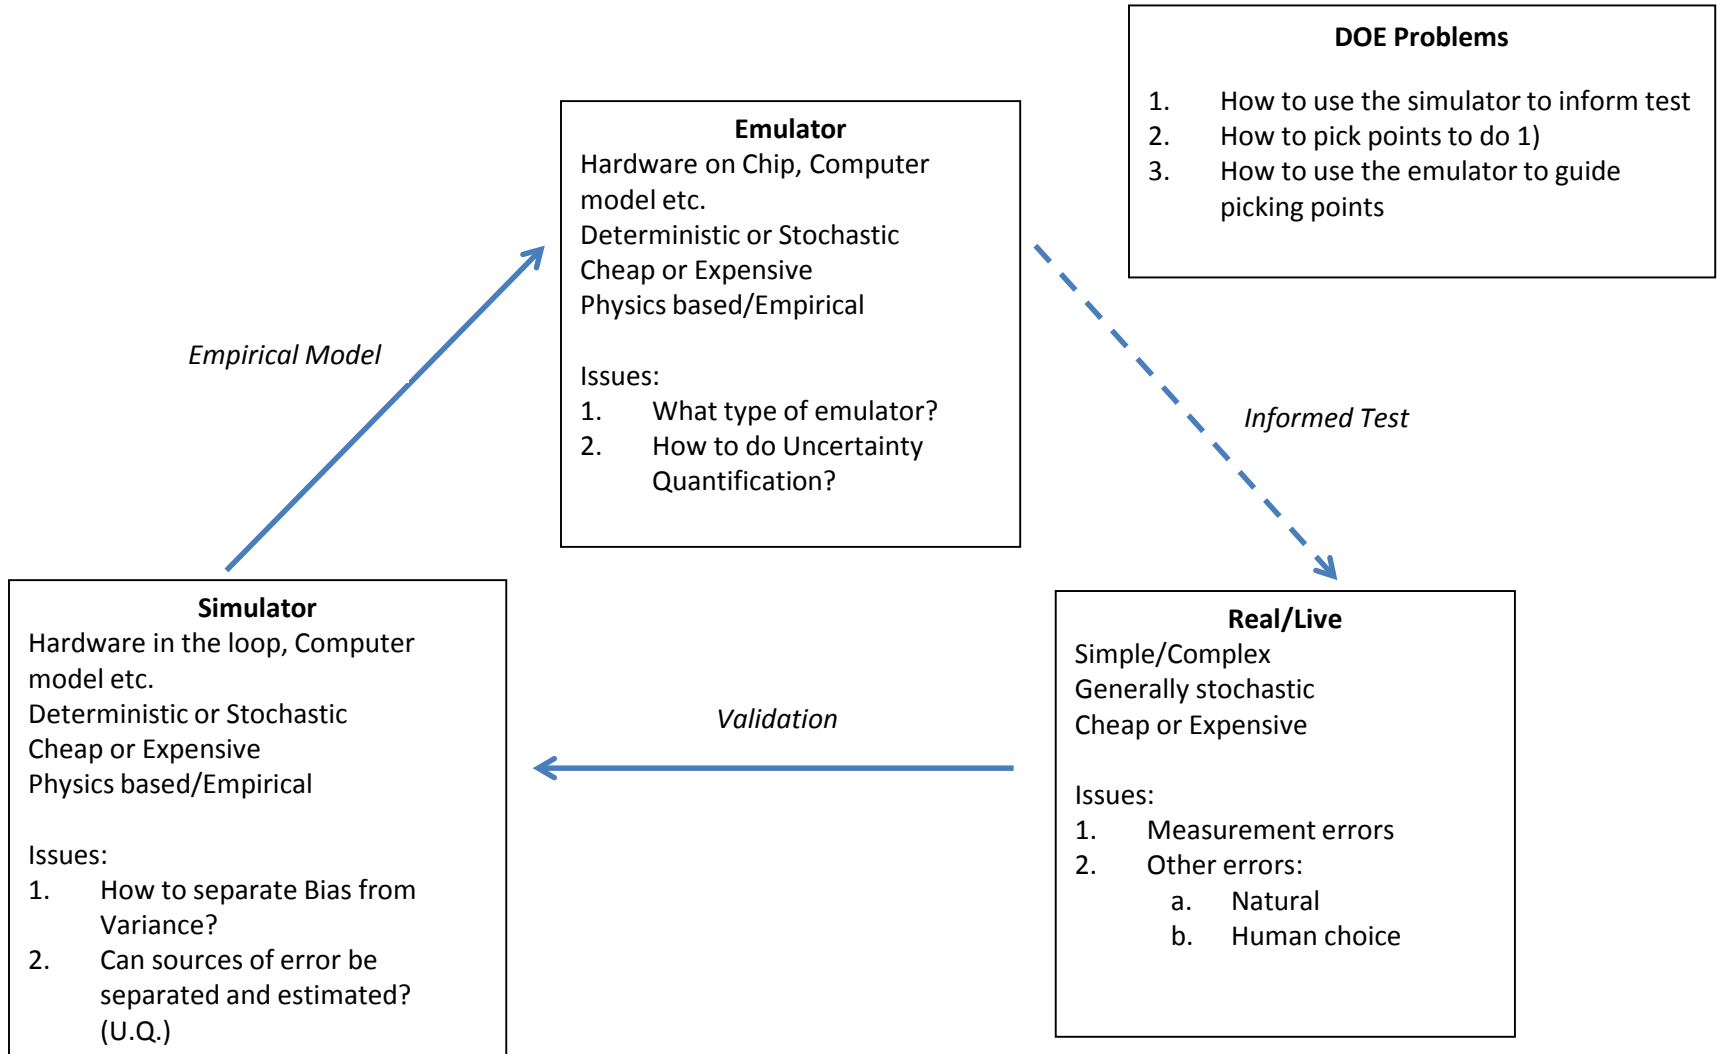 DOE Problems
1. How to use the simulator to inform test
2. How to pick points to do 1)
3. How to use the emulator to guide
picking points
Emulator
Hardware on Chip, Computer
model etc.
Deterministic or Stochastic
Cheap or Expensive
Physics based/Empirical
Issues:
1. What type of emulator?
2. How to do Uncertainty
Quantification?
Empirical Model
Informed Test
Simulator
Hardware in the loop, Computer
model etc.
Deterministic or Stochastic
Cheap or Expensive
Physics based/Empirical
Issues:
1. How to separate Bias from
Variance?
2. Can sources of error be
separated and estimated?
(U.Q.)
Validation
Real/Live
Simple/Complex
Generally stochastic
Cheap or Expensive
Issues:
1. Measurement errors
2. Other errors:
a. Natural
b. Human choice